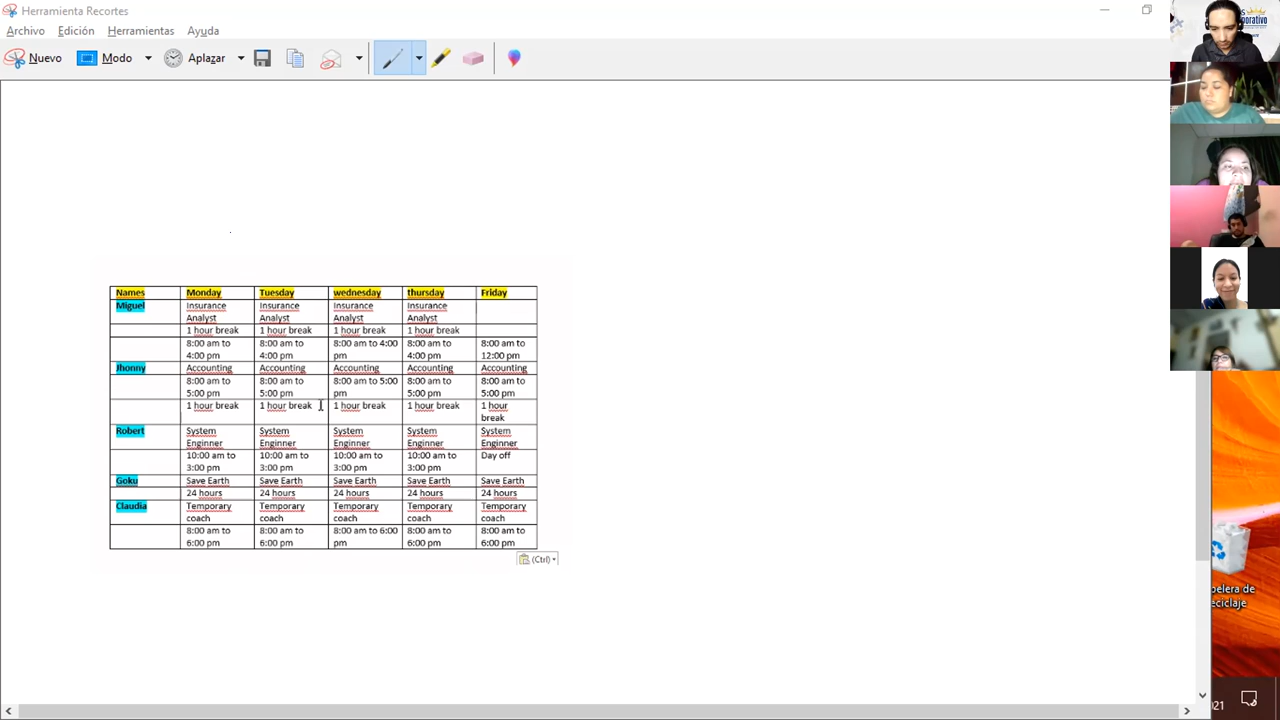 Herramienta Recortes
Archivo Edición Herramientas Ayuda
Nuevo Modo Aplazar
Names Monday Tuesday wednesday thursday Friday
Miguel Insurance Analyst Insurance Analyst Insurance Analyst Insurance Analyst
1 hour break 1 hour break 1 hour break 1 hour break
8:00 am to 4:00 pm 8:00 am to 4:00 pm 8:00 am to 4:00 pm 8:00 am to 4:00 pm 8:00 am to 12:00 pm
Jhonny Accounting Accounting Accounting Accounting Accounting
8:00 am to 5:00 pm 8:00 am to 5:00 pm 8:00 am to 5:00 pm 8:00 am to 5:00 pm 8:00 am to 5:00 pm
1 hour break 1 hour break 1 hour break 1 hour break 1 hour break
Robert System Enginner System Enginner System Enginner System Enginner System Enginner
10:00 am to 3:00 pm 10:00 am to 3:00 pm 10:00 am to 3:00 pm 10:00 am to 3:00 pm Day off
Goku Save Earth Save Earth Save Earth Save Earth Save Earth
24 hours 24 hours 24 hours 24 hours 24 hours
Claudia Temporary coach Temporary coach Temporary coach Temporary coach Temporary coach
8:00 am to 6:00 pm 8:00 am to 6:00 pm 8:00 am to 6:00 pm 8:00 am to 6:00 pm 8:00 am to 6:00 pm
(Ctrl)
pelera de
eciclaje
021